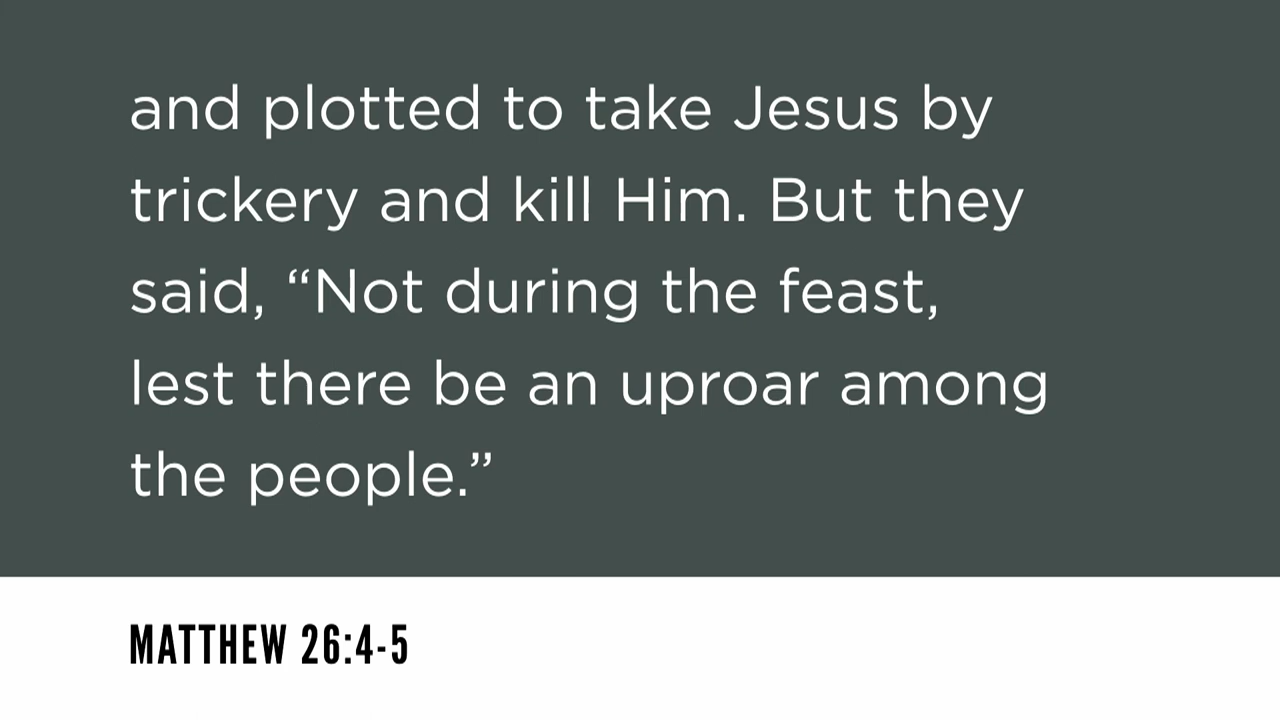 and plotted to take Jesus by
trickery and kill Him. But they
said, “Not during the feast,
lest there be an uproar among
the people.”
MATTHEW 26:4-5